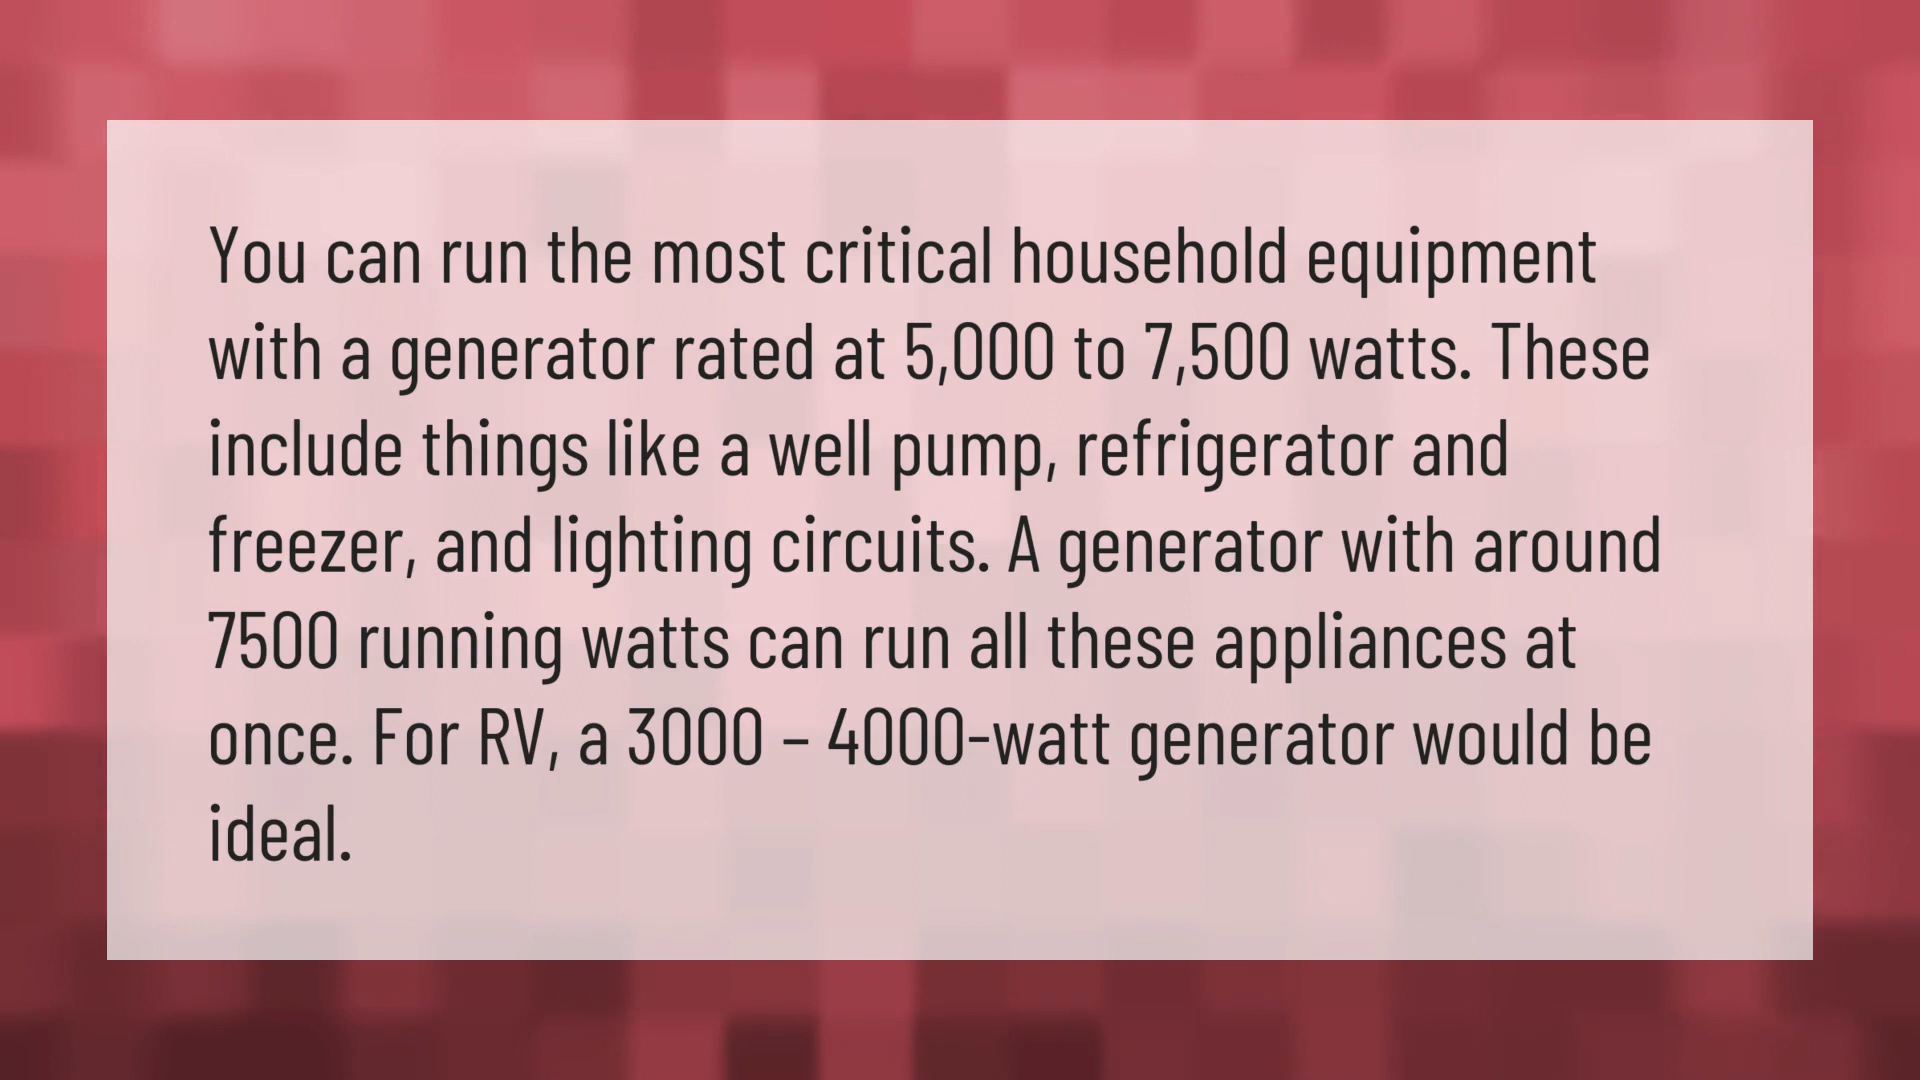 You can run the most critical household equipment
with a generator rated at 5,000 to 7,500 watts. These
include things like a well pump, refrigerator and
freezer, and lighting circuits. A generator with around
7500 running watts can run all these appliances at
once. For RV, a 3000 – 4000-watt generator would be
ideal.